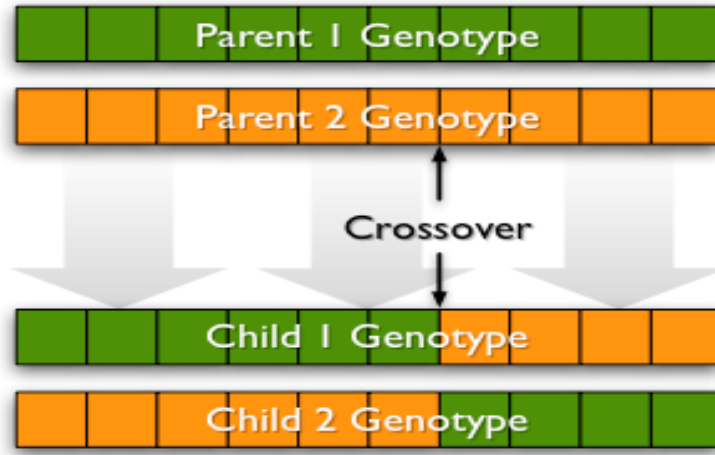 Parent 1 Genotype
Parent 2 Genotype
Crossover
Child 1 Genotype
Child 2 Genotype